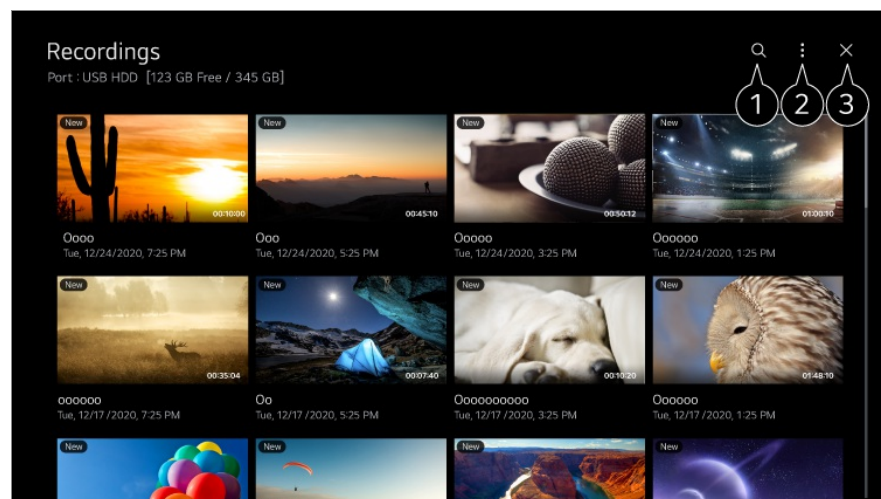 Recordings
Port : USB HDD [123 GB Free / 345 GB]
1 2 3
New New New New
00:10:00 00:45:10 00:50:12 01:00:10
Oooo Ooo Ooooo Oooooo
Tue, 12/24/2020, 7:25 PM Tue, 12/24/2020, 5:25 PM Tue, 12/24/2020, 3:25 PM Tue, 12/24/2020, 1:25 PM
New New New New
00:35:04 00:07:40 00:10:20 01:48:10
oooooo Oo Oooooooooo Oooooo
Tue, 12/17/2020, 7:25 PM Tue, 12/17/2020, 5:25 PM Tue, 12/17/2020, 3:25 PM Tue, 12/17/2020, 1:25 PM
New New New New